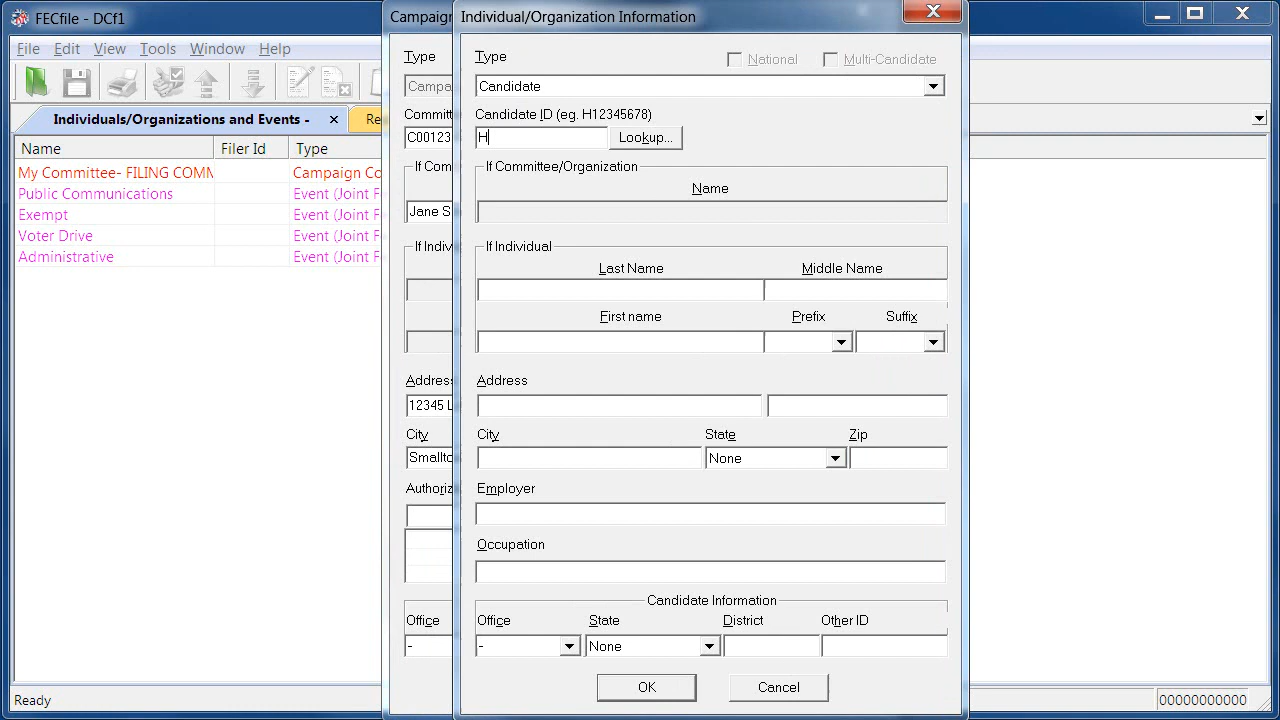 FECfile - DCf1
Campaign
Individual/Organization Information
File Edit View Tools Window Help
Individuals/Organizations and Events -
Re
Name Filer Id Type
My Committee- FILING COMM Campaign Co
Public Communications Event (Joint F
Exempt Event (Joint F
Voter Drive Event (Joint F
Administrative Event (Joint F
Type
Campa
Committ
C00123
If Com
Jane S
If Indiv
Address
12345 L
City
Smallto
Authoriz
Office
-
Type National Multi-Candidate
Candidate
Candidate ID (eg. H12345678)
H Lookup...
If Committee/Organization
Name
If Individual
Last Name Middle Name
First name Prefix Suffix
Address
City State Zip
None
Employer
Occupation
Candidate Information
Office State District Other ID
- None
OK Cancel
Ready 00000000000